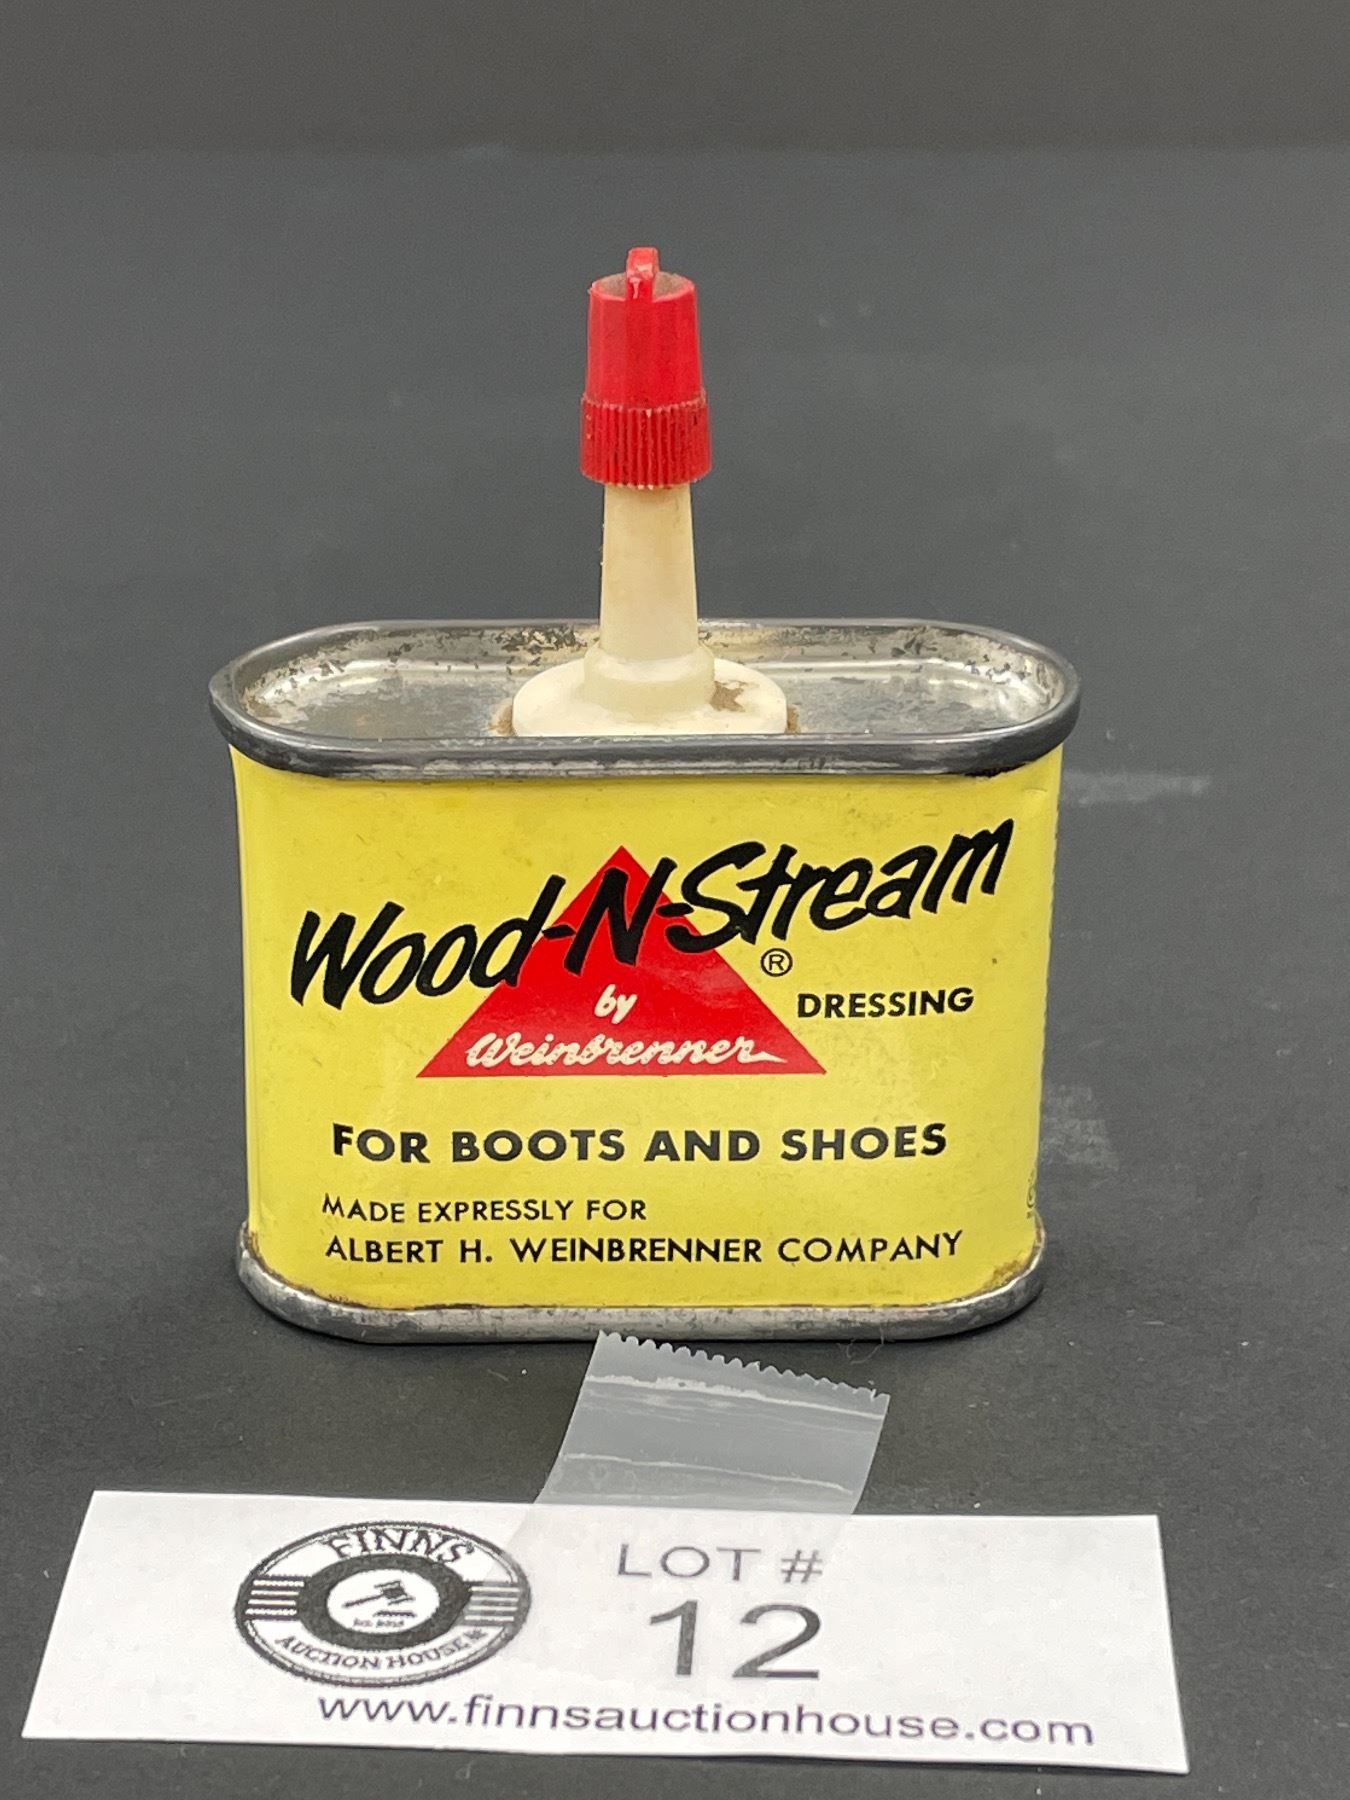 Wood-N-Stream
®
DRESSING
by
Weinbrenner
FOR BOOTS AND SHOES
MADE EXPRESSLY FOR
ALBERT H. WEINBRENNER COMPANY
FINNS
AUCTION HOUSE
LOT #
12
www.finnsauctionhouse.com